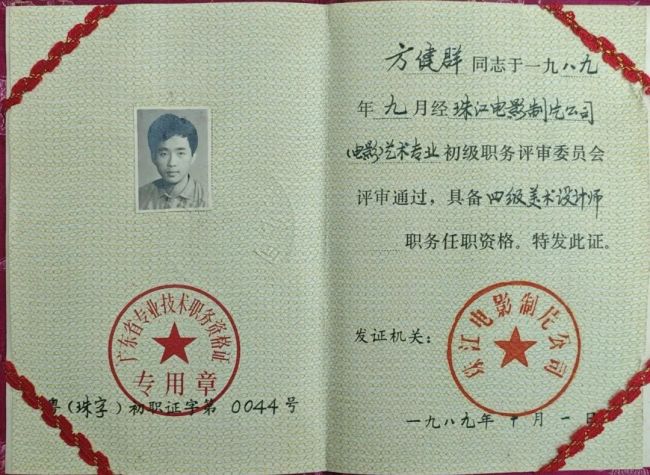 广东省专业技术职务资格证
专用章
粤（珠字）初职证字第 0044 号
方健群 同志于一九八九
年 九 月经 珠江电影制片公司
(电影)艺术专业 初级职务评审委员会
评审通过，具备 四级美术设计师
职务任职资格。特发此证。
发证机关：
珠江电影制片公司
一九八九年 十 月 一 日